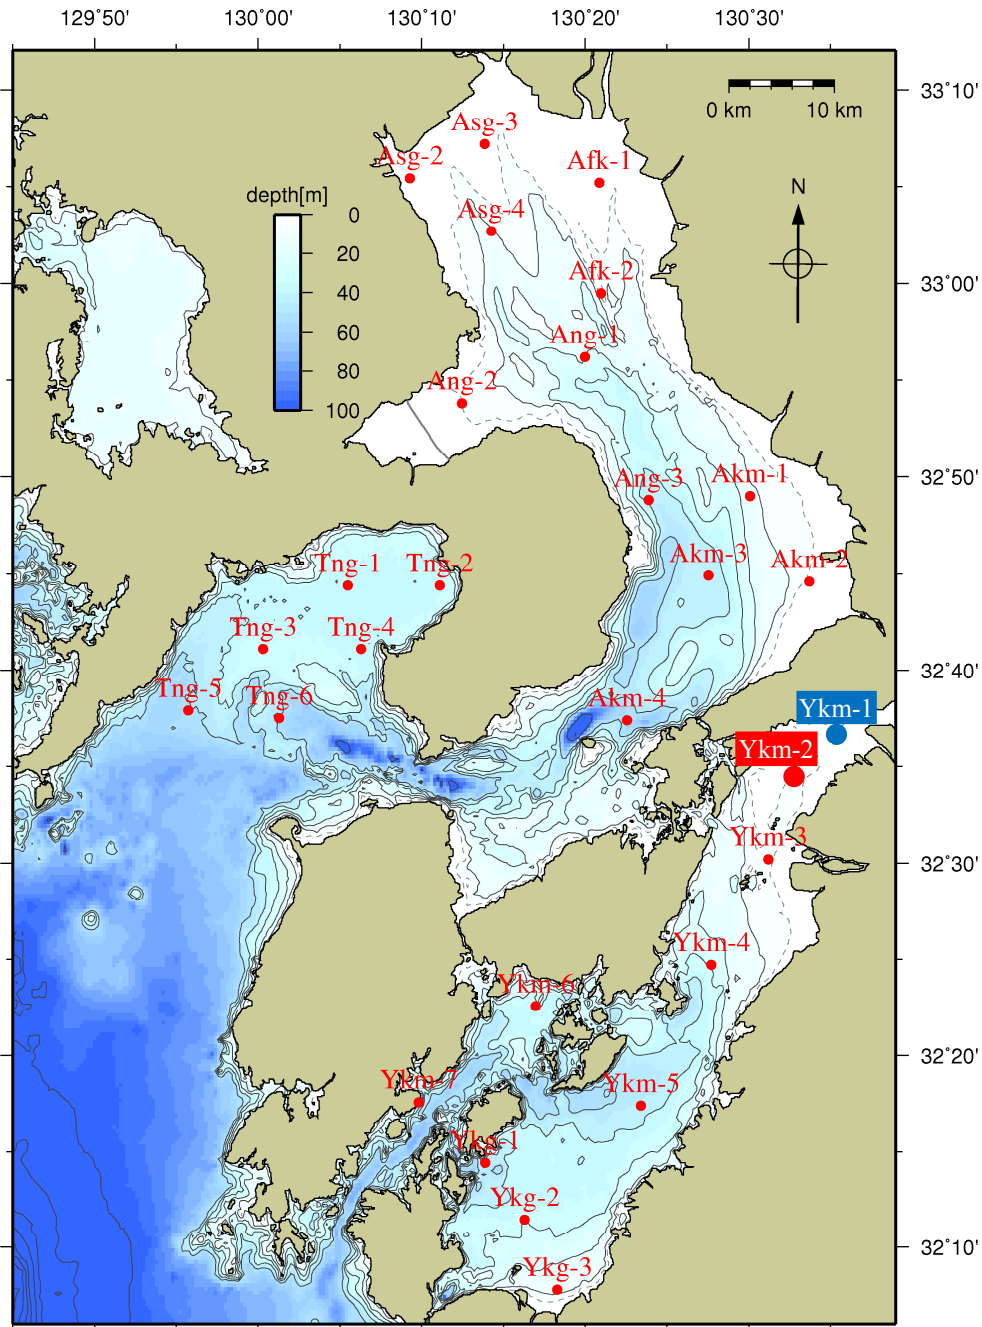 129°50' 130°00' 130°10' 130°20' 130°30'
33°10'
0 km 10 km
Asg-3
Asg-2
Afk-1
N
depth[m]
0
20
40
60
80
100
Asg-4
Afk-2
33°00'
Ang-1
Ang-2
32°50'
Ang-3
Akm-1
Tng-1
Tng-2
Akm-3
Akm-2
Tng-3
Tng-4
32°40'
Tng-5
Tng-6
Akm-4
Ykm-1
Ykm-2
Ykm-3
32°30'
Ykm-4
Ykm-6
32°20'
Ykm-7
Ykm-5
Ykg-1
Ykg-2
32°10'
Ykg-3